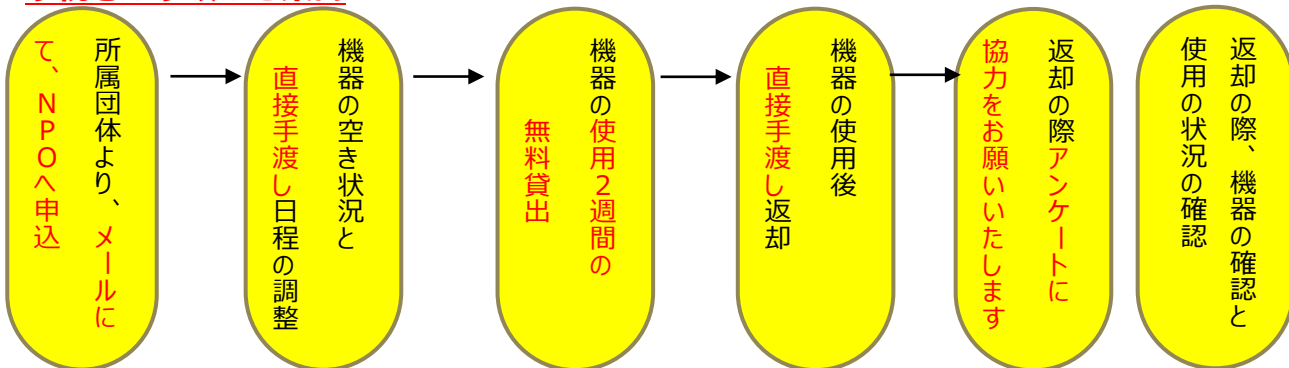 所属団体より、メールに
て、NPOへ申込
機器の空き状況と
直接手渡し日程の調整
機器の使用2週間の
無料貸出
機器の使用後
直接手渡し返却
返却の際アンケートに
協力をお願いいたします
返却の際、機器の確認と
使用の状況の確認